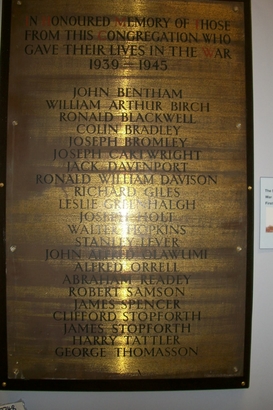 IN HONOURED MEMORY OF THOSE
FROM THIS CONGREGATION WHO
GAVE THEIR LIVES IN THE WAR
1939–1945
JOHN BENTHAM
WILLIAM ARTHUR BIRCH
RONALD BLACKWELL
COLIN BRADLEY
JOSEPH BROMLEY
JOSEPH CARTWRIGHT
JACK DAVENPORT
RONALD WILLIAM DAVISON
RICHARD GILES
LESLIE GREENHALGH
JOSEPH HOLT
WALTER HOPKINS
STANLEY LEVER
JOHN ALFRED OLAWUMI
ALFRED ORRELL
ABRAHAM READEY
ROBERT SAMSON
JAMES SPENCER
CLIFFORD STOPFORTH
JAMES STOPFORTH
HARRY TATTLER
GEORGE THOMASSON